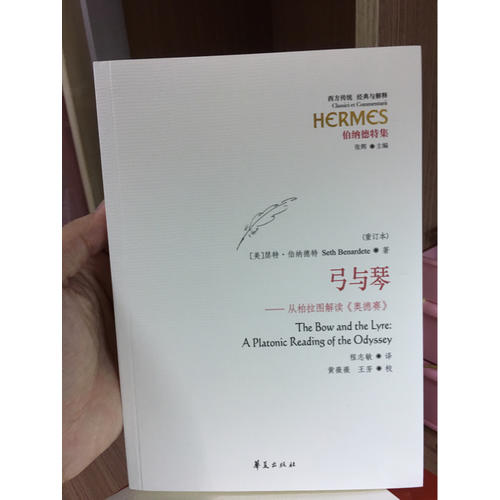 西方传统 经典与解释
Classici et Commentarii
HERMES
伯纳德特集
张辉 ● 主编
(重订本)
[美]瑟特·伯纳德特 Seth Benardete ● 著
弓与琴
——从柏拉图解读《奥德赛》
The Bow and the Lyre:
A Platonic Reading of the Odyssey
程志敏 ● 译
黄薇薇 王芳 ● 校
华夏出版社